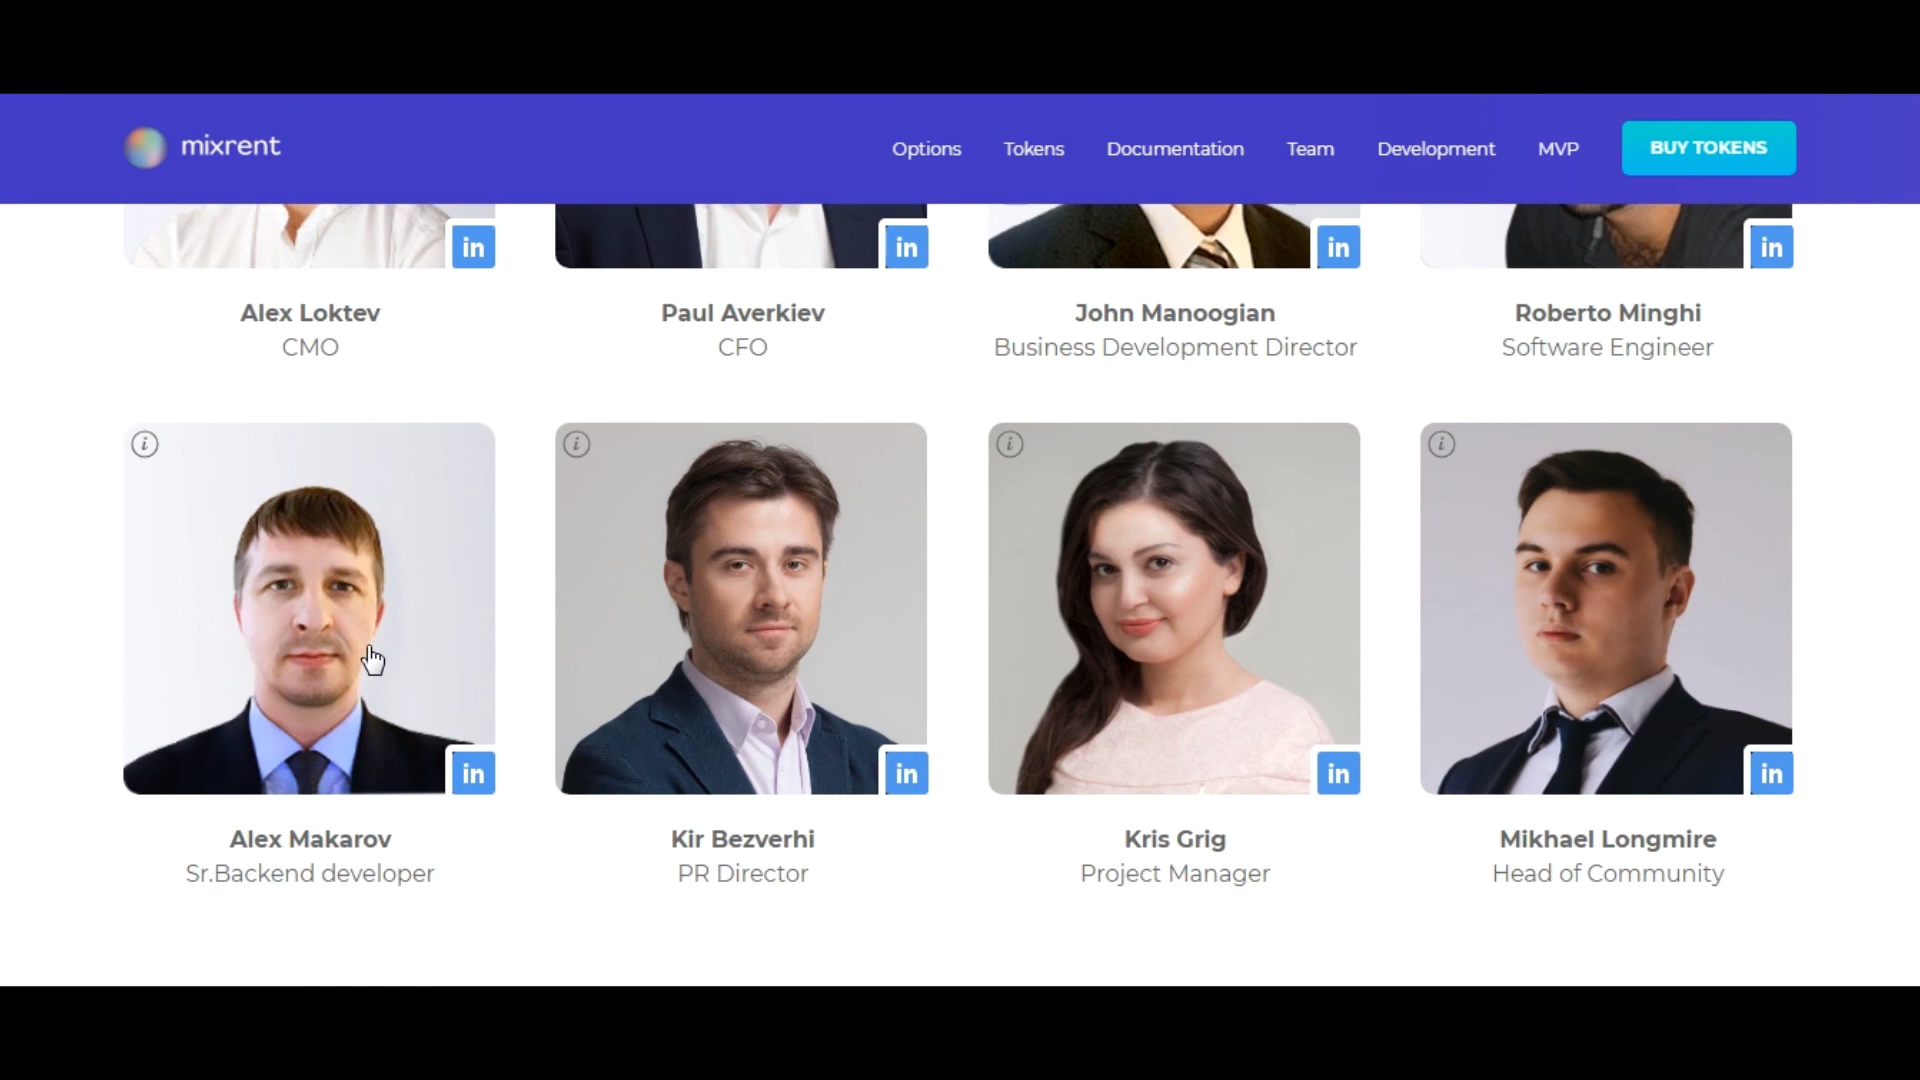 mixrent
Options Tokens Documentation Team Development MVP BUY TOKENS
in in in in
Alex Loktev Paul Averkiev John Manoogian Roberto Minghi
CMO CFO Business Development Director Software Engineer
i i i i
in in in in
Alex Makarov Kir Bezverhi Kris Grig Mikhael Longmire
Sr.Backend developer PR Director Project Manager Head of Community